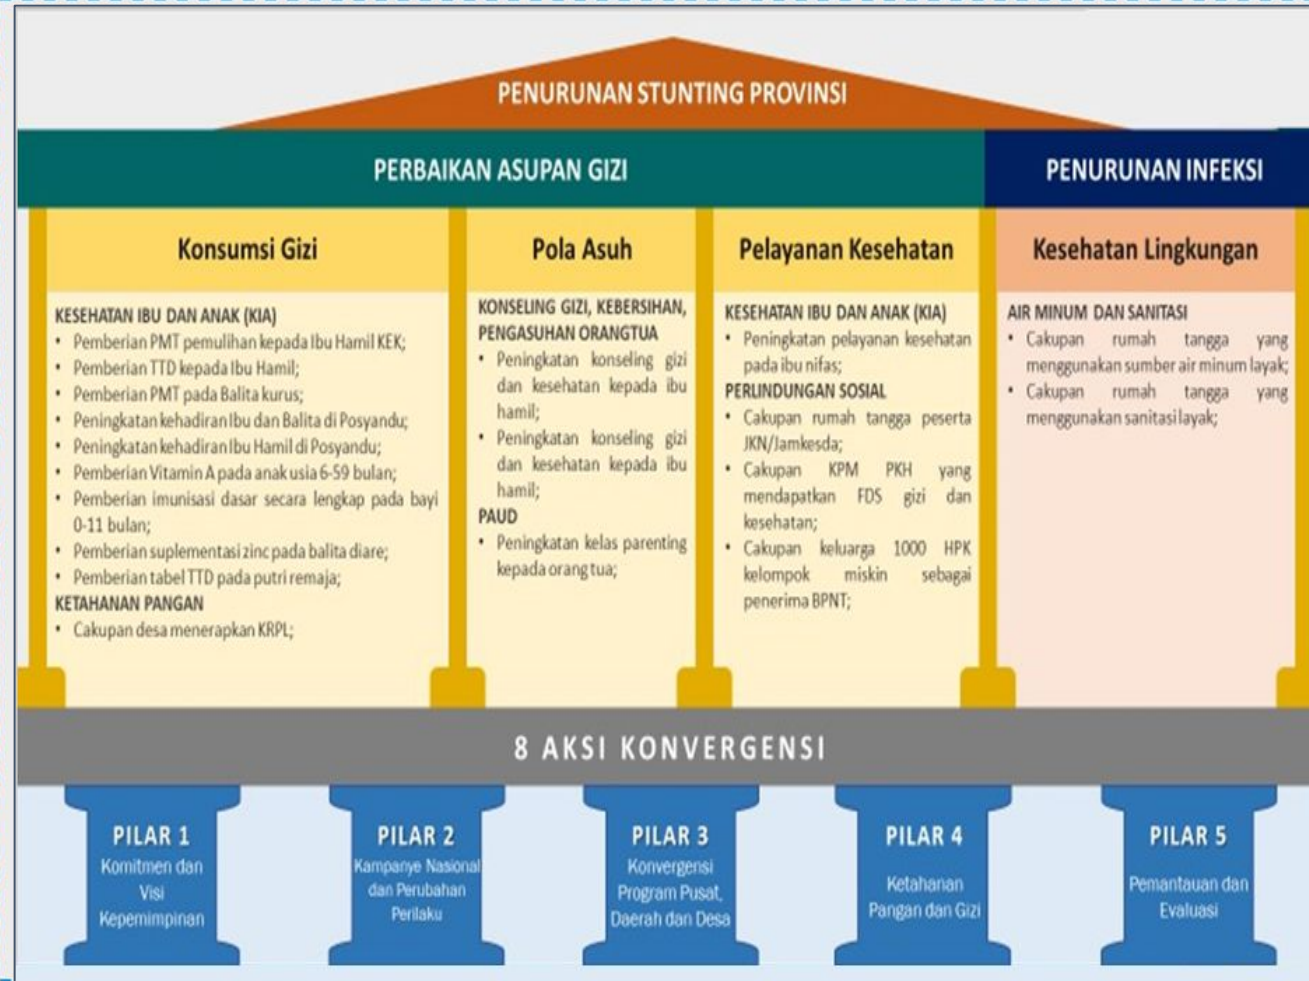 PENURUNAN STUNTING PROVINSI
PERBAIKAN ASUPAN GIZI
PENURUNAN INFEKSI
Konsumsi Gizi
KESEHATAN IBU DAN ANAK (KIA)
• Pemberian PMT pemulihan kepada Ibu Hamil KEK;
• Pemberian TTD kepada Ibu Hamil;
• Pemberian PMT pada Balita kurus;
• Peningkatan kehadiran Ibu dan Balita di Posyandu;
• Peningkatan kehadiran Ibu Hamil di Posyandu;
• Pemberian Vitamin A pada anak usia 6-59 bulan;
• Pemberian imunisasi dasar secara lengkap pada bayi
0-11 bulan;
• Pemberian suplementasi zinc pada balita diare;
• Pemberian tabel TTD pada putri remaja;
KETAHANAN PANGAN
• Cakupan desa menerapkan KRPL;
Pola Asuh
KONSELING GIZI, KEBERSIHAN,
PENGASUHAN ORANGTUA
• Peningkatan konseling gizi
dan kesehatan kepada ibu
hamil;
• Peningkatan konseling gizi
dan kesehatan kepada ibu
hamil;
PAUD
• Peningkatan kelas parenting
kepada orang tua;
Pelayanan Kesehatan
KESEHATAN IBU DAN ANAK (KIA)
• Peningkatan pelayanan kesehatan
pada ibu nifas;
PERLINDUNGAN SOSIAL
• Cakupan rumah tangga peserta
JKN/Jamkesda;
• Cakupan KPM PKH yang
mendapatkan FDS gizi dan
kesehatan;
• Cakupan keluarga 1000 HPK
kelompok miskin sebagai
penerima BPNT;
Kesehatan Lingkungan
AIR MINUM DAN SANITASI
• Cakupan rumah tangga yang
menggunakan sumber air minum layak;
• Cakupan rumah tangga yang
menggunakan sanitasi layak;
8 AKSI KONVERGENSI
PILAR 1
Komitmen dan
Visi
Kepemimpinan
PILAR 2
Kampanye Nasional
dan Perubahan
Perilaku
PILAR 3
Konvergensi
Program Pusat,
Daerah dan Desa
PILAR 4
Ketahanan
Pangan dan Gizi
PILAR 5
Pemantauan dan
Evaluasi